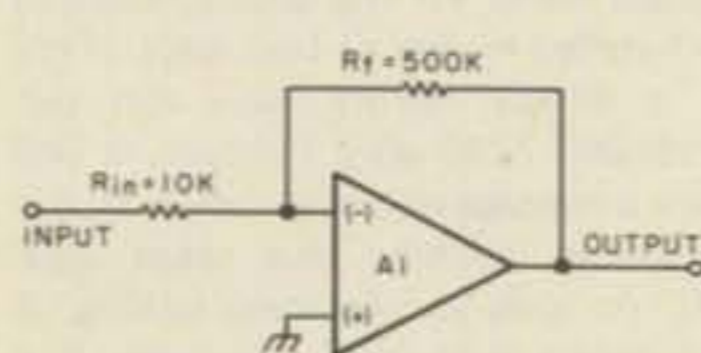 Rf = 500K
Rin = 10K
(-)
INPUT
A1
OUTPUT
(+)